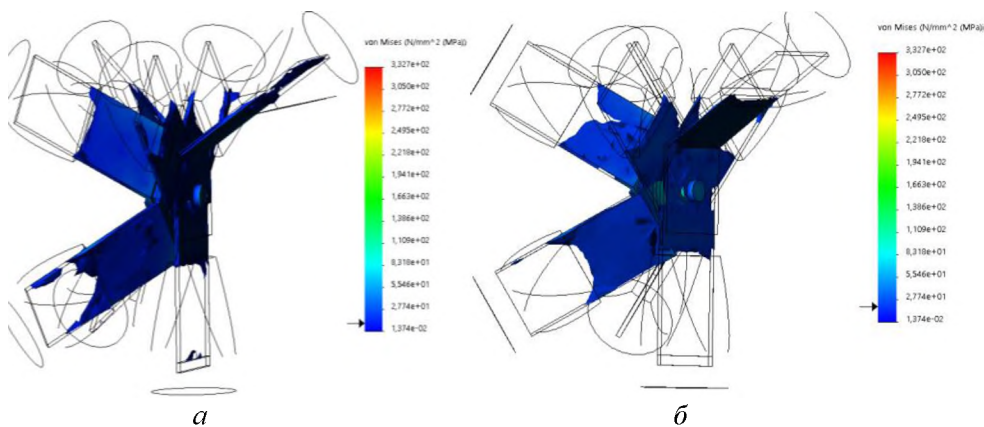 von Mises (N/mm^2 (MPa))
3,327e+02
3,050e+02
2,772e+02
2,495e+02
2,218e+02
1,941e+02
1,663e+02
1,386e+02
1,109e+02
8,318e+01
5,546e+01
2,774e+01
1,374e-02
а
von Mises (N/mm^2 (MPa))
3,327e+02
3,050e+02
2,772e+02
2,495e+02
2,218e+02
1,941e+02
1,663e+02
1,386e+02
1,109e+02
8,318e+01
5,546e+01
2,774e+01
1,374e-02
б